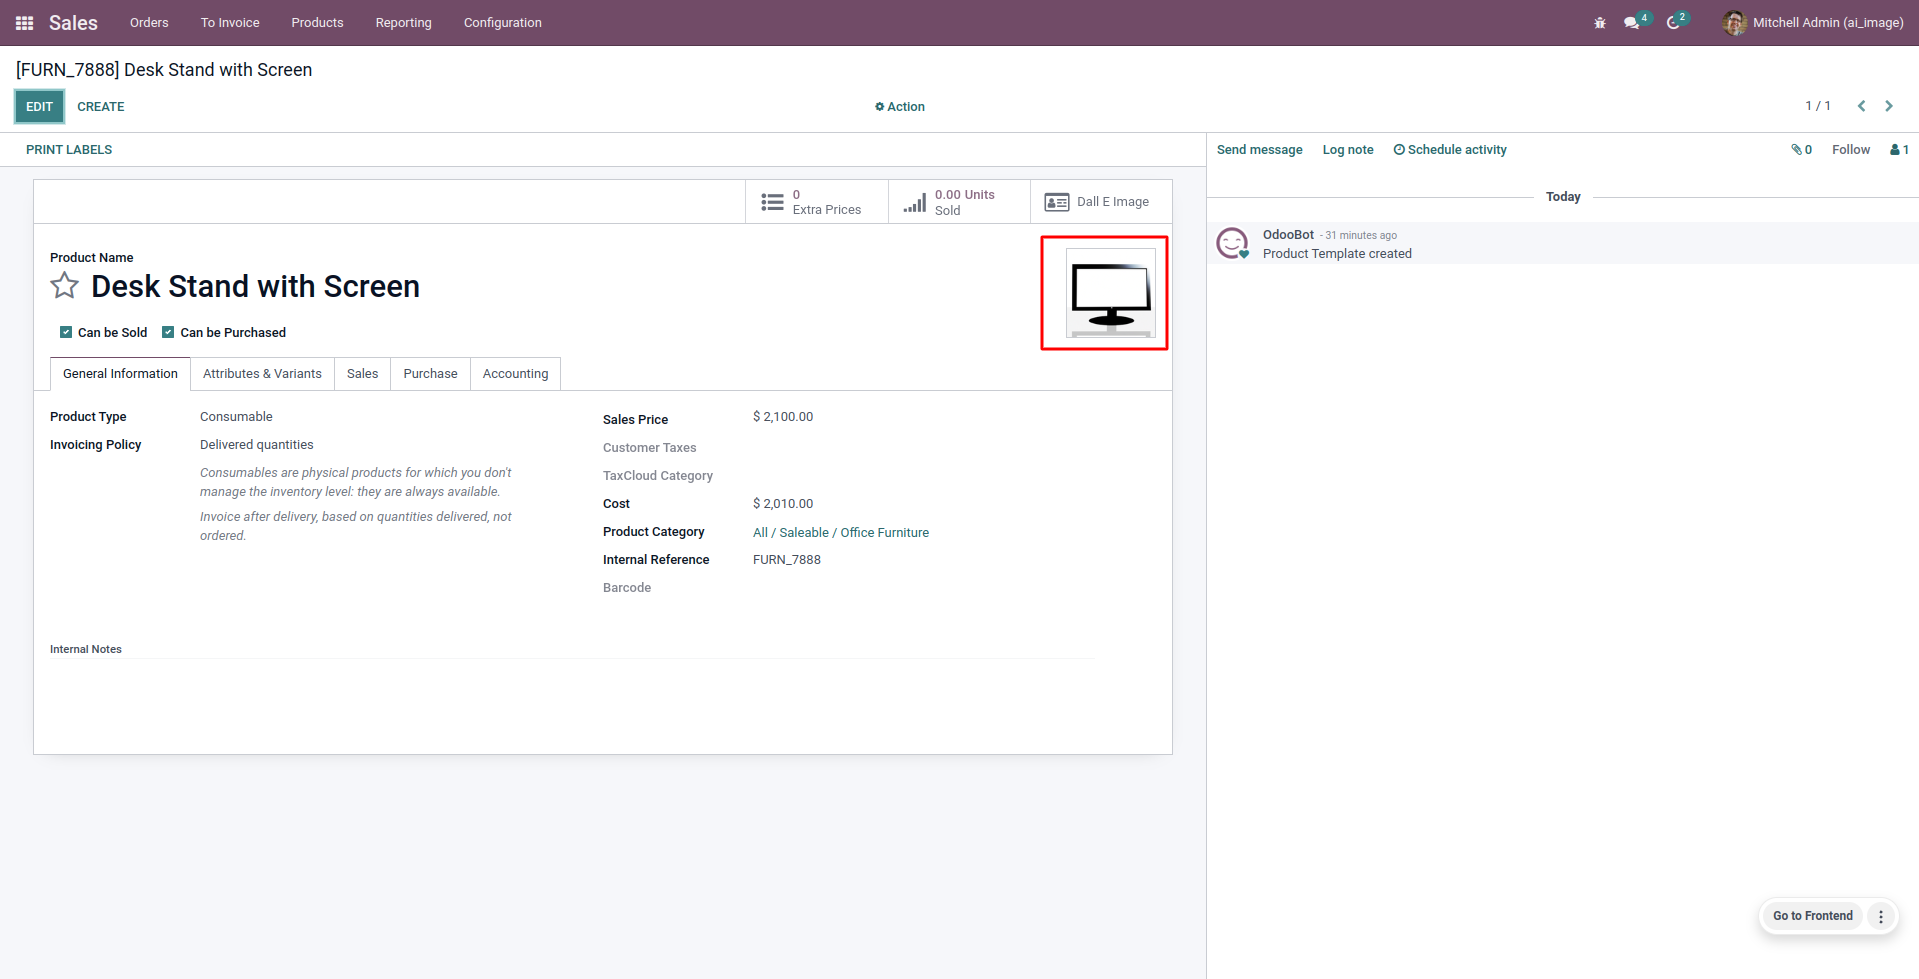 Sales Orders To Invoice Products Reporting Configuration 4 2 Mitchell Admin (ai_image)
[FURN_7888] Desk Stand with Screen
EDIT CREATE Action 1 / 1
PRINT LABELS
0
Extra Prices
0.00 Units
Sold
Dall E Image
Product Name
Desk Stand with Screen
Can be Sold Can be Purchased
General Information Attributes & Variants Sales Purchase Accounting
Product Type Consumable
Invoicing Policy Delivered quantities
Consumables are physical products for which you don't
manage the inventory level: they are always available.
Invoice after delivery, based on quantities delivered, not
ordered.
Sales Price $ 2,100.00
Customer Taxes
TaxCloud Category
Cost $ 2,010.00
Product Category All / Saleable / Office Furniture
Internal Reference FURN_7888
Barcode
Internal Notes
Send message Log note Schedule activity 0 Follow 1
Today
OdooBot - 31 minutes ago
Product Template created
Go to Frontend